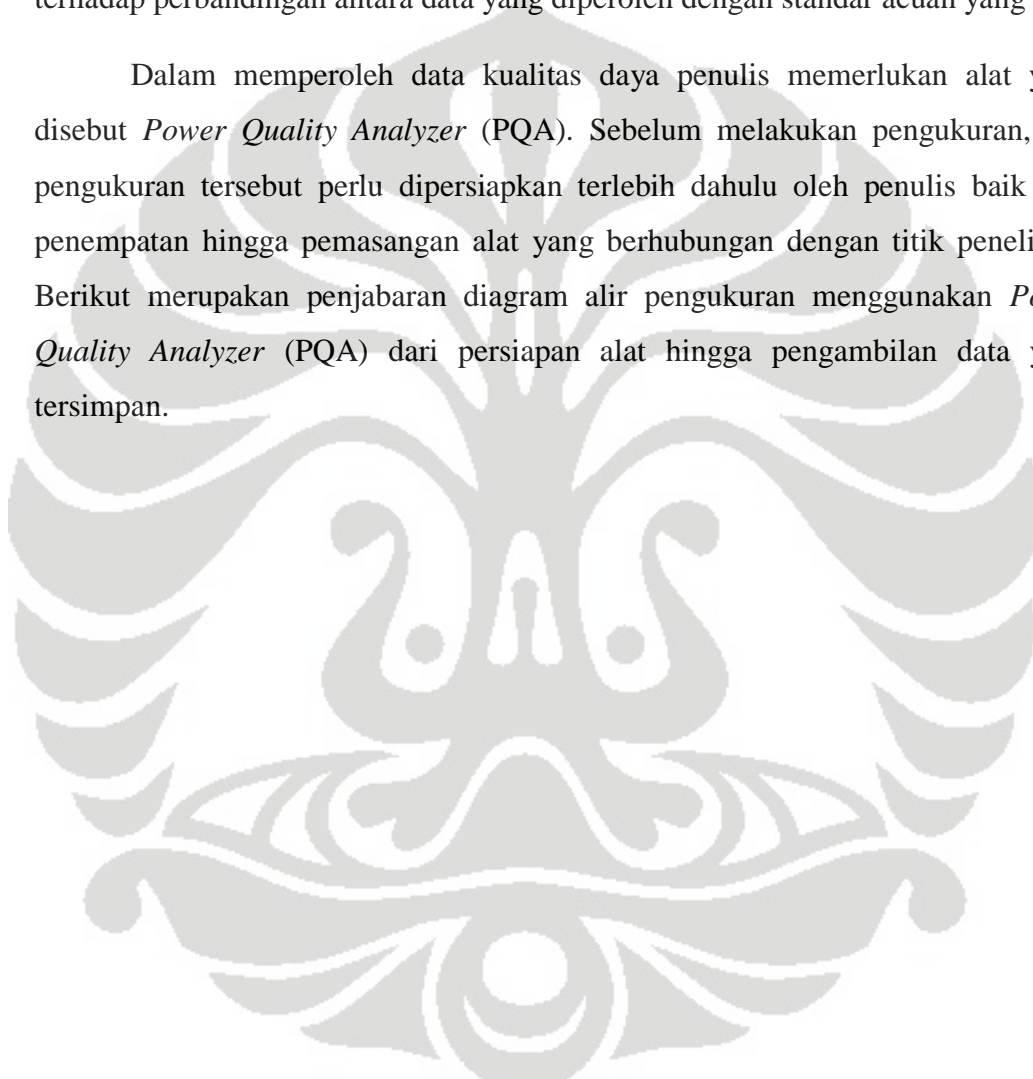 terhadap perbandingan antara data yang diperoleh dengan standar acuan yang
Dalam memperoleh data kualitas daya penulis memerlukan alat
disebut Power Quality Analyzer (PQA). Sebelum melakukan pengukuran,
pengukuran tersebut perlu dipersiapkan terlebih dahulu oleh penulis baik
penempatan hingga pemasangan alat yang berhubungan dengan titik
Berikut merupakan penjabaran diagram alir pengukuran menggunakan
Quality Analyzer (PQA) dari persiapan alat hingga pengambilan data
tersimpan.